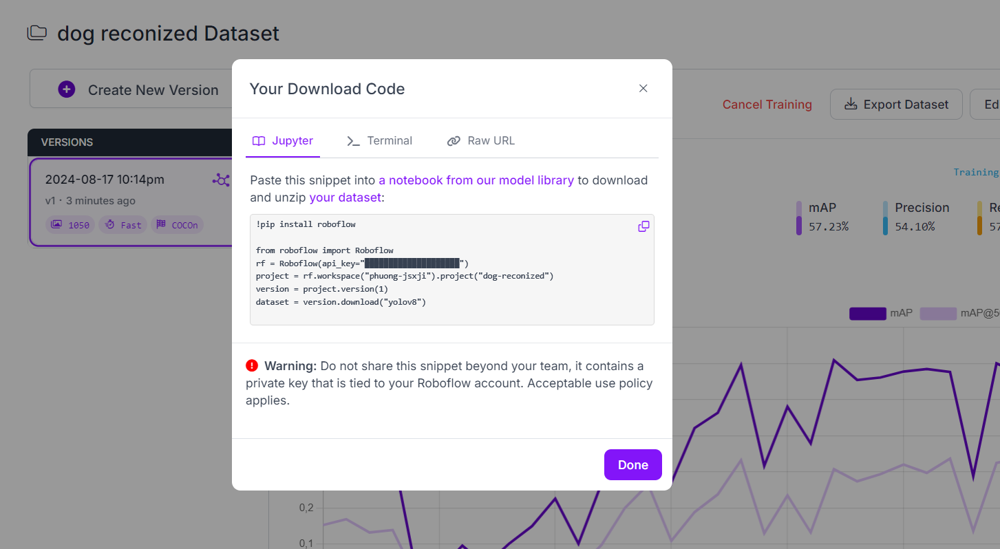 dog reconized Dataset
Create New Version
Cancel Training
Export Dataset
Ed
VERSIONS
2024-08-17 10:14pm
v1 · 3 minutes ago
1050
Fast
COCOn
Your Download Code
Jupyter
Terminal
Raw URL
Paste this snippet into a notebook from our model library to download
and unzip your dataset:
!pip install roboflow
from roboflow import Roboflow
rf = Roboflow(api_key="████████████████████")
project = rf.workspace("phuong-jsxji").project("dog-reconized")
version = project.version(1)
dataset = version.download("yolov8")
Warning: Do not share this snippet beyond your team, it contains a
private key that is tied to your Roboflow account. Acceptable use policy
applies.
Done
Training
mAP
57.23%
Precision
54.10%
Re
57
mAP
mAP@5
0,2
0,1